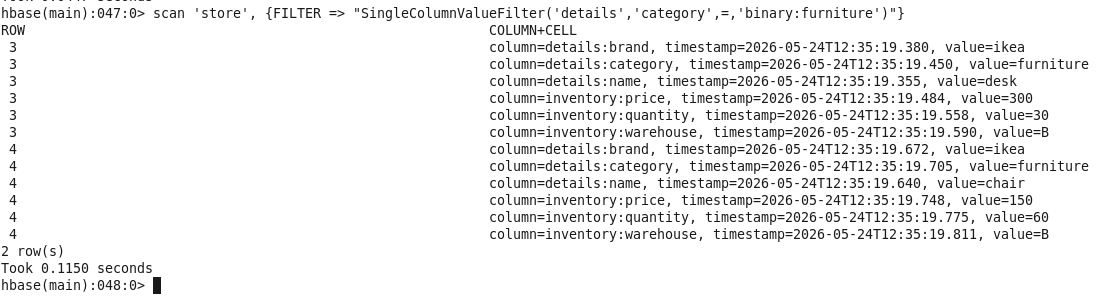 hbase(main):047:0> scan 'store', {FILTER => "SingleColumnValueFilter('details','category',=,'binary:furniture')"}
ROW COLUMN+CELL
3 column=details:brand, timestamp=2026-05-24T12:35:19.380, value=ikea
3 column=details:category, timestamp=2026-05-24T12:35:19.450, value=furniture
3 column=details:name, timestamp=2026-05-24T12:35:19.355, value=desk
3 column=inventory:price, timestamp=2026-05-24T12:35:19.484, value=300
3 column=inventory:quantity, timestamp=2026-05-24T12:35:19.558, value=30
3 column=inventory:warehouse, timestamp=2026-05-24T12:35:19.590, value=B
4 column=details:brand, timestamp=2026-05-24T12:35:19.672, value=ikea
4 column=details:category, timestamp=2026-05-24T12:35:19.705, value=furniture
4 column=details:name, timestamp=2026-05-24T12:35:19.640, value=chair
4 column=inventory:price, timestamp=2026-05-24T12:35:19.748, value=150
4 column=inventory:quantity, timestamp=2026-05-24T12:35:19.775, value=60
4 column=inventory:warehouse, timestamp=2026-05-24T12:35:19.811, value=B
2 row(s)
Took 0.1150 seconds
hbase(main):048:0>